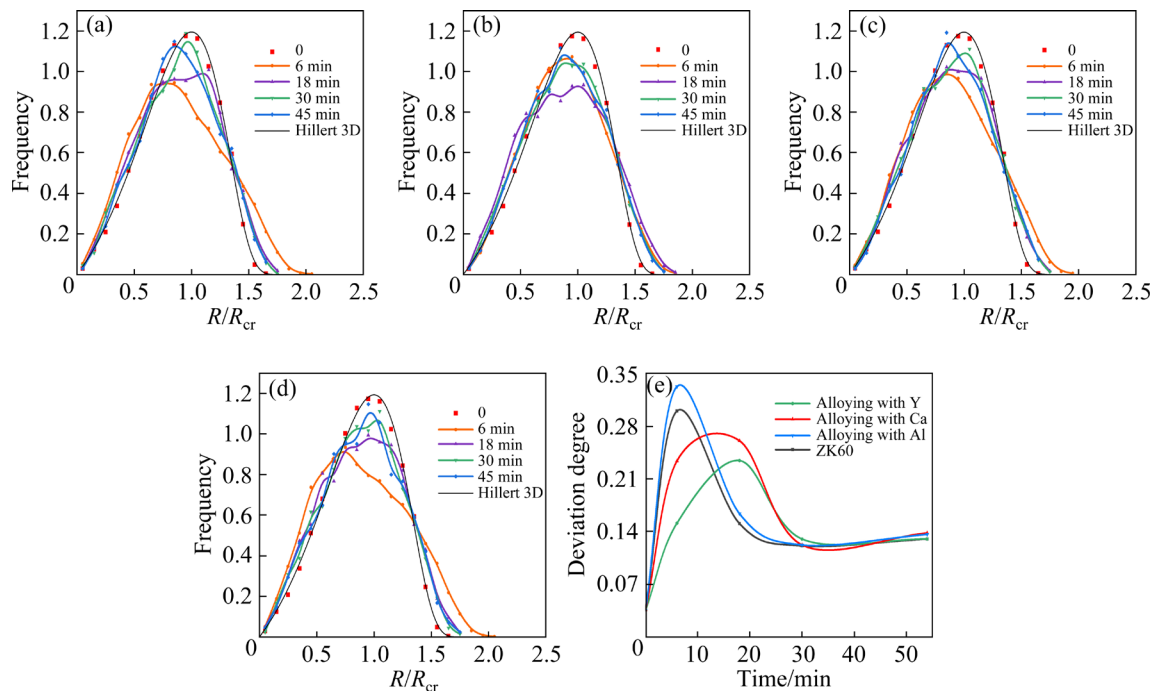 (a)
1.2
1.0
0.8
0.6
0.4
0.2
0
Frequency
0
6 min
18 min
30 min
45 min
Hillert 3D
0.5 1.0 1.5 2.0 2.5
R/Rcr
(b)
1.2
1.0
0.8
0.6
0.4
0.2
0
Frequency
0
6 min
18 min
30 min
45 min
Hillert 3D
0.5 1.0 1.5 2.0 2.5
R/Rcr
(c)
1.2
1.0
0.8
0.6
0.4
0.2
0
Frequency
0
6 min
18 min
30 min
45 min
Hillert 3D
0.5 1.0 1.5 2.0 2.5
R/Rcr
(d)
1.2
1.0
0.8
0.6
0.4
0.2
0
Frequency
0
6 min
18 min
30 min
45 min
Hillert 3D
0.5 1.0 1.5 2.0 2.5
R/Rcr
(e)
0.35
0.28
0.21
0.14
0.07
0
Deviation degree
Alloying with Y
Alloying with Ca
Alloying with Al
ZK60
10 20 30 40 50
Time/min